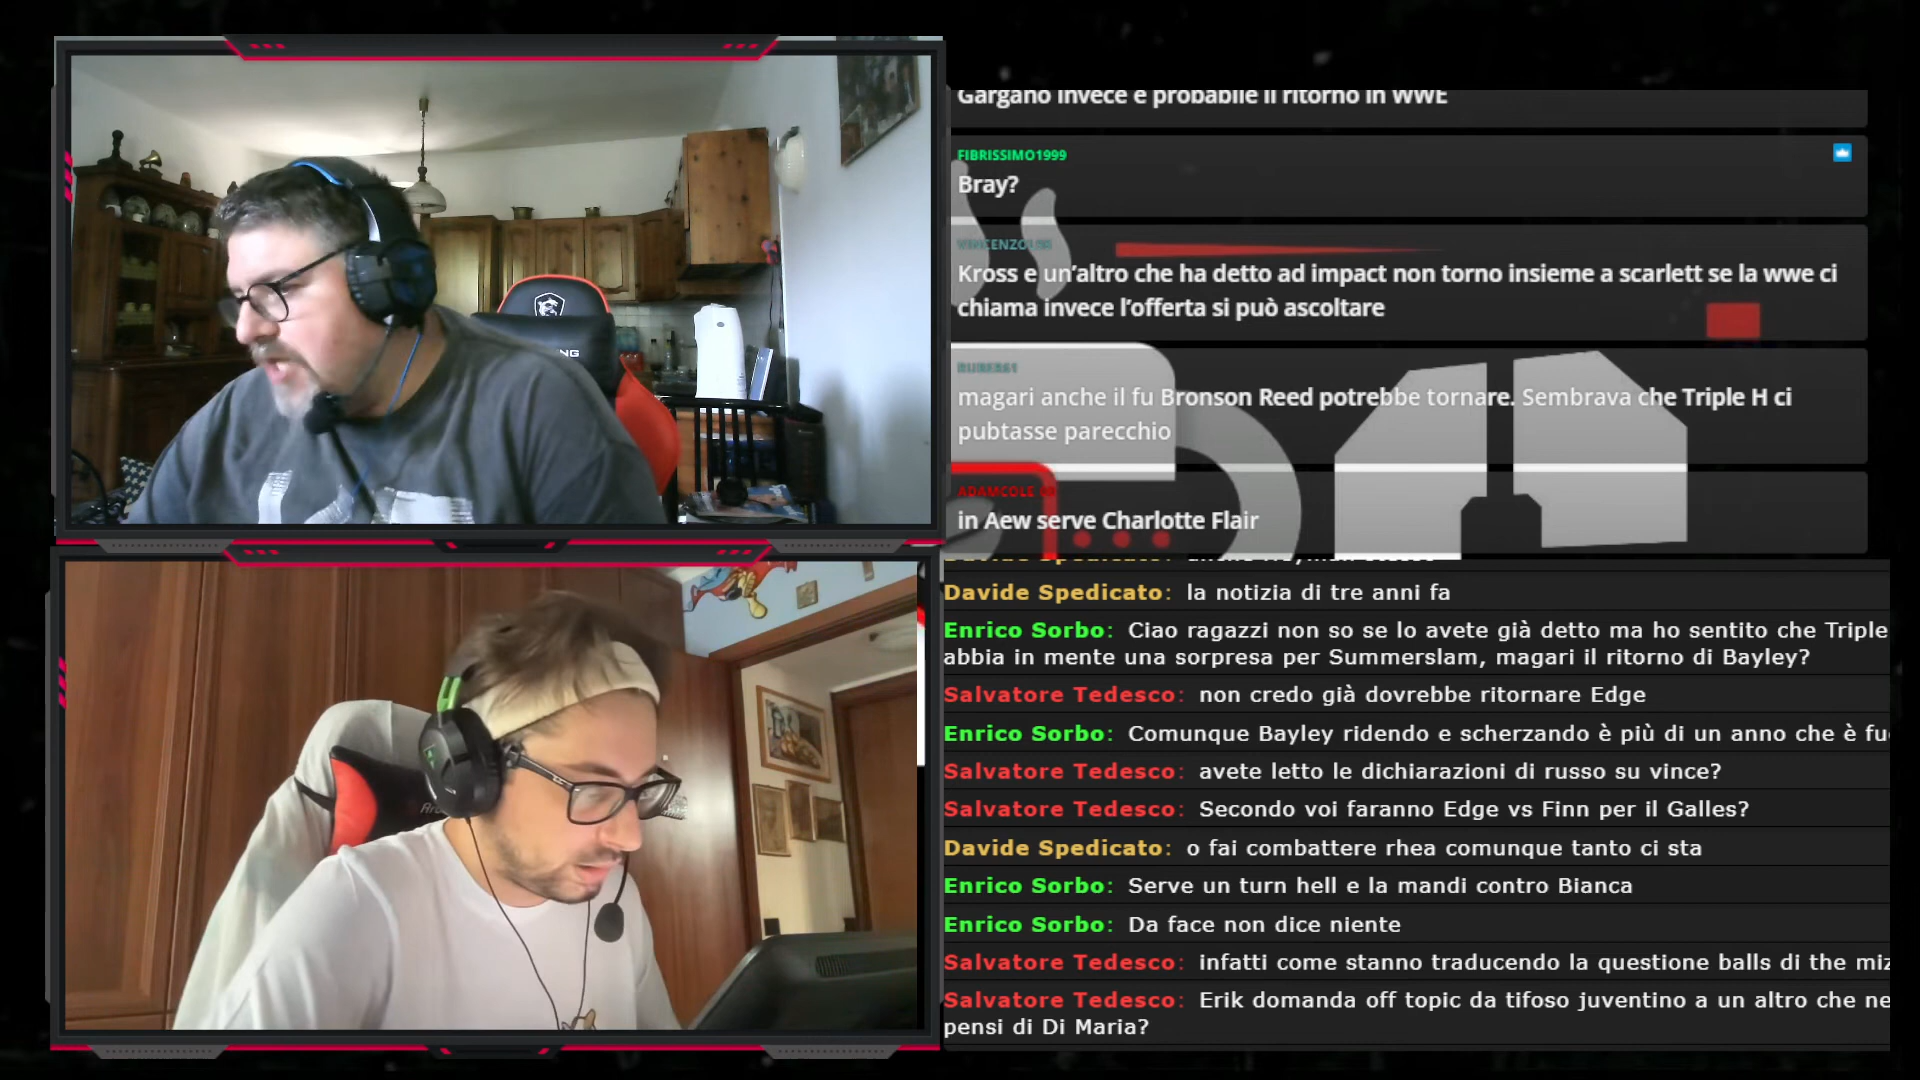 Gargano invece è probabile il ritorno in WWE
FIBRISSIMO1999
Bray?
Kross e un'altro che ha detto ad impact non torno insieme a scarlett se la wwe ci
chiama invece l'offerta si può ascoltare
magari anche il fu Bronson Reed potrebbe tornare. Sembrava che Triple H ci
pubtasse parecchio
ADAMCOLE
in Aew serve Charlotte Flair
Davide Spedicato: la notizia di tre anni fa
Enrico Sorbo: Ciao ragazzi non so se lo avete già detto ma ho sentito che Triple
abbia in mente una sorpresa per Summerslam, magari il ritorno di Bayley?
Salvatore Tedesco: non credo già dovrebbe ritornare Edge
Enrico Sorbo: Comunque Bayley ridendo e scherzando è più di un anno che è fu
Salvatore Tedesco: avete letto le dichiarazioni di russo su vince?
Salvatore Tedesco: Secondo voi faranno Edge vs Finn per il Galles?
Davide Spedicato: o fai combattere rhea comunque tanto ci sta
Enrico Sorbo: Serve un turn hell e la mandi contro Bianca
Enrico Sorbo: Da face non dice niente
Salvatore Tedesco: infatti come stanno traducendo la questione balls di the miz
Salvatore Tedesco: Erik domanda off topic da tifoso juventino a un altro che ne
pensi di Di Maria?